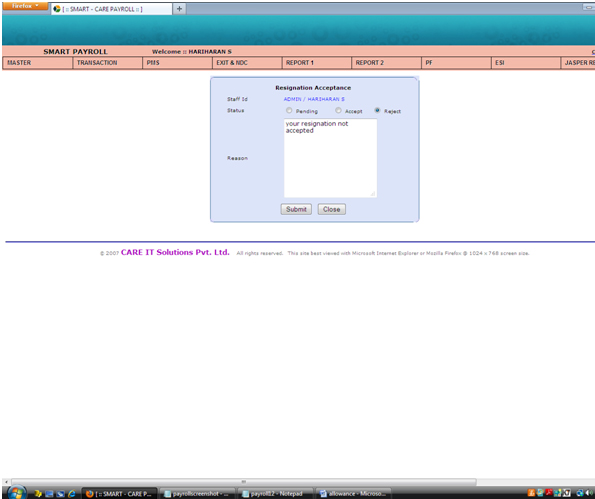 Firefox
[ :: SMART - CARE PAYROLL :: ]
SMART PAYROLL Welcome :: HARIHARAN S
MASTER TRANSACTION PMS EXIT & NDC REPORT 1 REPORT 2 PF ESI JASPER RE
Resignation Acceptance
Staff Id ADMIN / HARIHARAN S
Status Pending Accept Reject
your resignation not
accepted
Reason
Submit Close
© 2007 CARE IT Solutions Pvt. Ltd. All rights reserved. This site best viewed with Microsoft Internet Explorer or Mozilla Firefox @ 1024 x 768 screen size.
[ :: SMART - CARE P... payrollscreenshot - ... payroll12 - Notepad allowance - Microso...